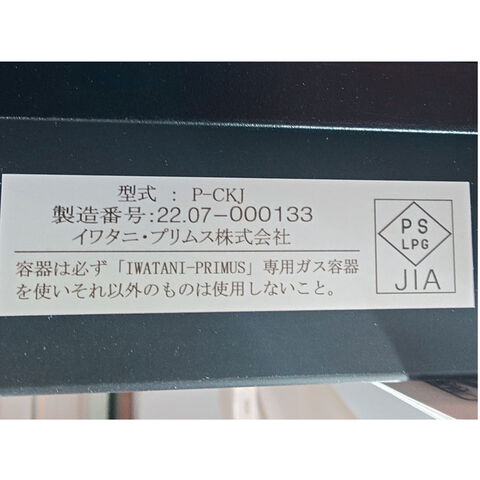 型式 : P-CKJ
製造番号:22.07-000133
イワタニ・プリムス株式会社
容器は必ず「IWATANI-PRIMUS」専用ガス容器
を使いそれ以外のものは使用しないこと。
PS
LPG
JIA